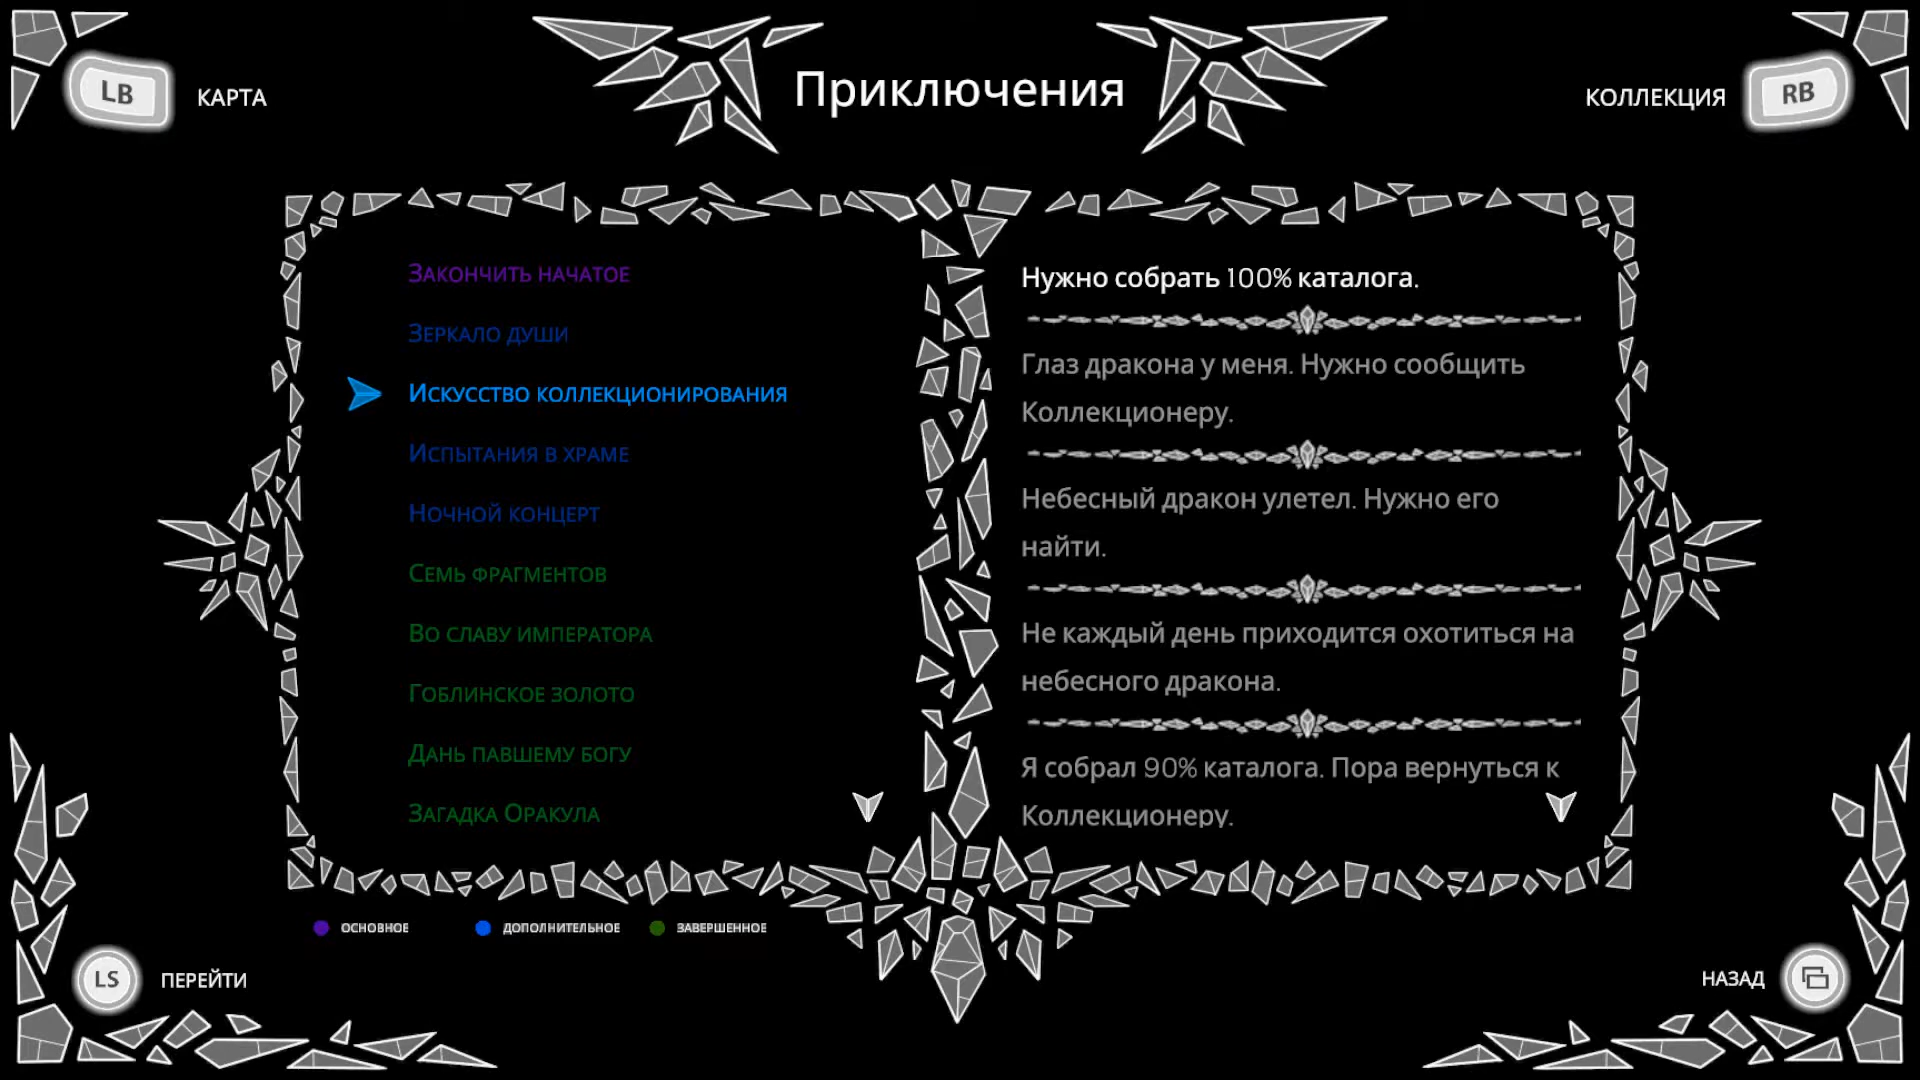 LB
КАРТА
Приключения
КОЛЛЕКЦИЯ
RB
Закончить начатое
Зеркало души
Искусство коллекционирования
Испытания в храме
Ночной концерт
Семь фрагментов
Во славу императора
Гоблинское золото
Дань павшему богу
Загадка Оракула
Нужно собрать 100% каталога.
Глаз дракона у меня. Нужно сообщить
Коллекционеру.
Небесный дракон улетел. Нужно его
найти.
Не каждый день приходится охотиться на
небесного дракона.
Я собрал 90% каталога. Пора вернуться к
Коллекционеру.
ОСНОВНОЕ
ДОПОЛНИТЕЛЬНОЕ
ЗАВЕРШЕННОЕ
LS
ПЕРЕЙТИ
НАЗАД